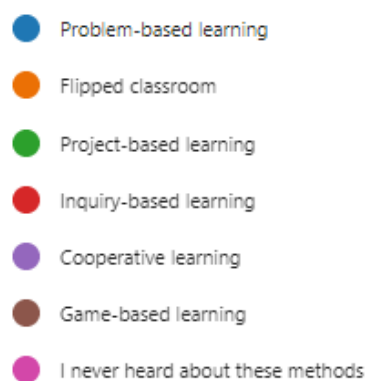 Problem-based learning
Flipped classroom
Project-based learning
Inquiry-based learning
Cooperative learning
Game-based learning
I never heard about these methods